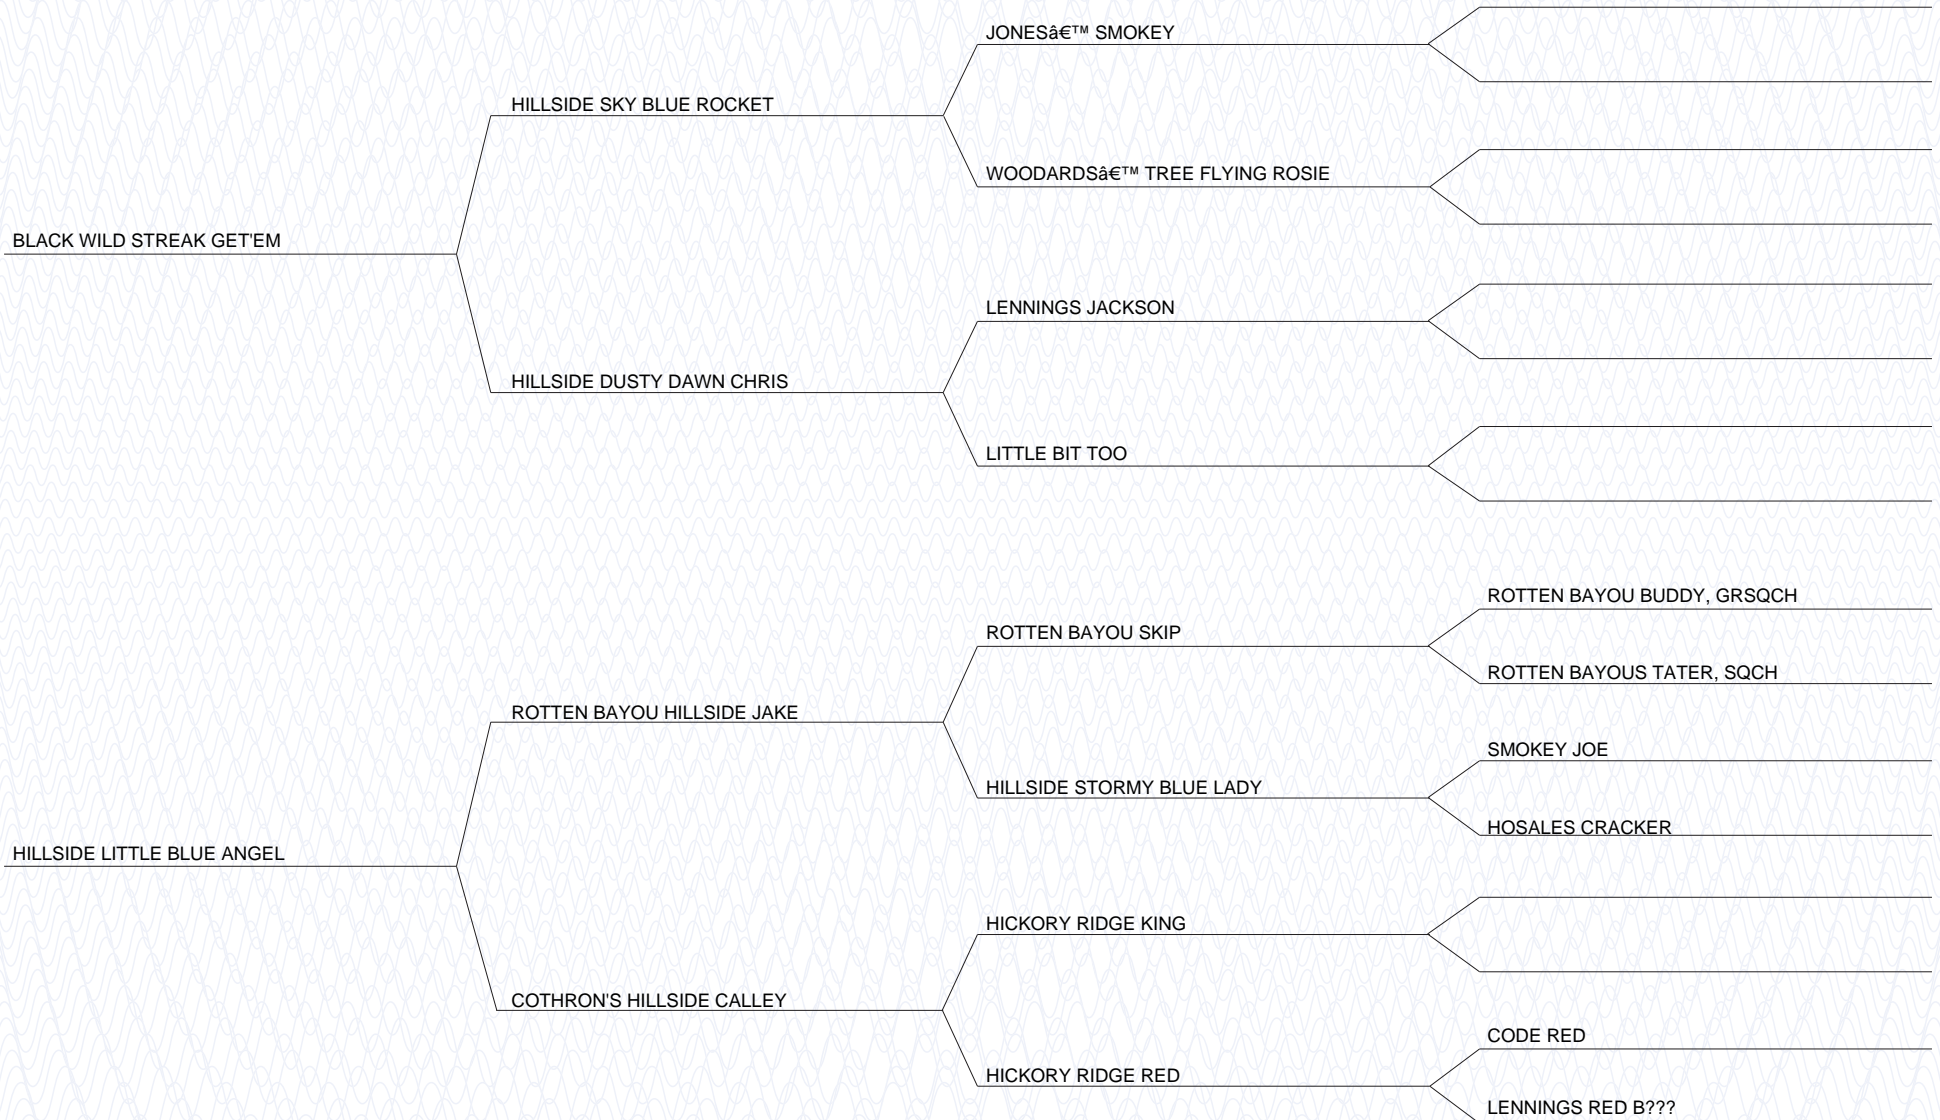 JONESâ€™ SMOKEY
HILLSIDE SKY BLUE ROCKET
WOODARDSâ€™ TREE FLYING ROSIE
BLACK WILD STREAK GET'EM
LENNINGS JACKSON
HILLSIDE DUSTY DAWN CHRIS
LITTLE BIT TOO
ROTTEN BAYOU BUDDY, GRSQCH
ROTTEN BAYOU SKIP
ROTTEN BAYOUS TATER, SQCH
ROTTEN BAYOU HILLSIDE JAKE
SMOKEY JOE
HILLSIDE STORMY BLUE LADY
HOSALES CRACKER
HILLSIDE LITTLE BLUE ANGEL
HICKORY RIDGE KING
COTHRON'S HILLSIDE CALLEY
CODE RED
HICKORY RIDGE RED
LENNINGS RED B???